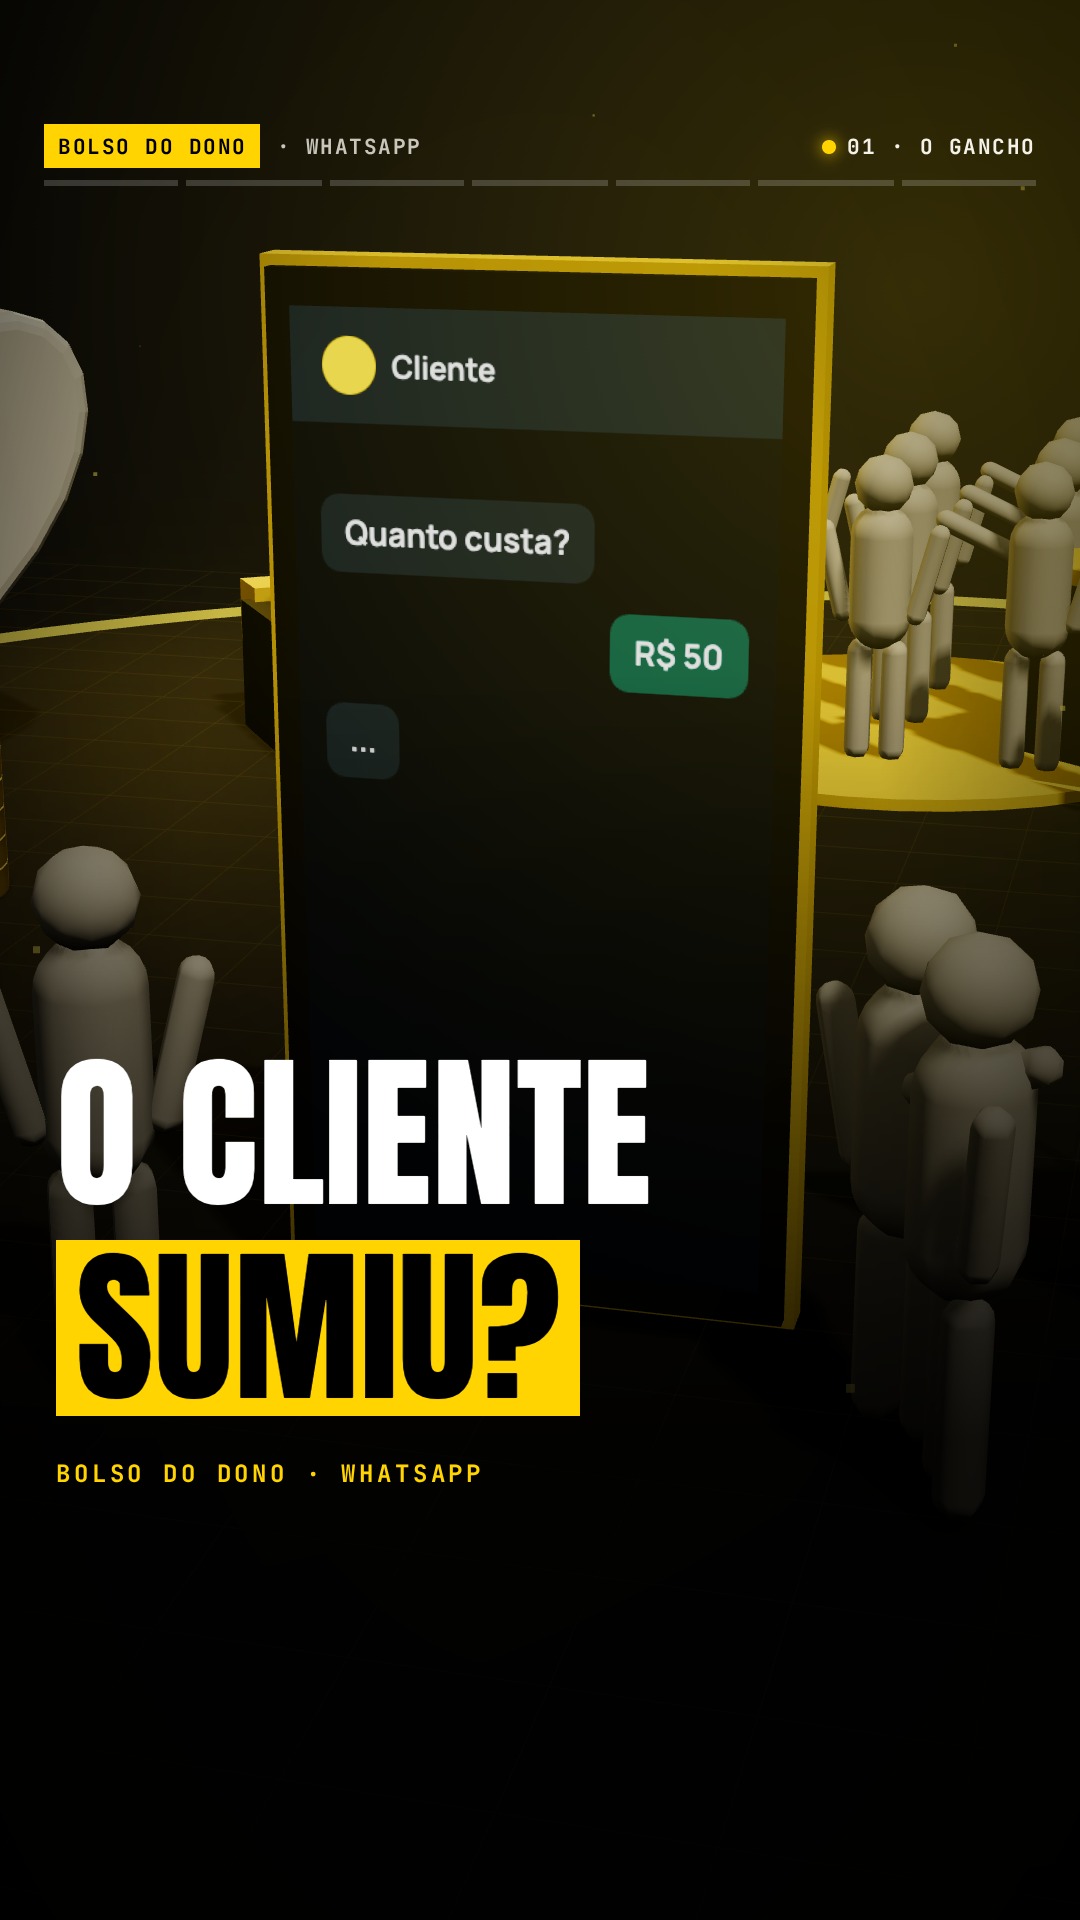 BOLSO DO DONO · WHATSAPP
01 · O GANCHO
Cliente
Quanto custa?
R$ 50
...
O CLIENTE
SUMIU?
BOLSO DO DONO · WHATSAPP